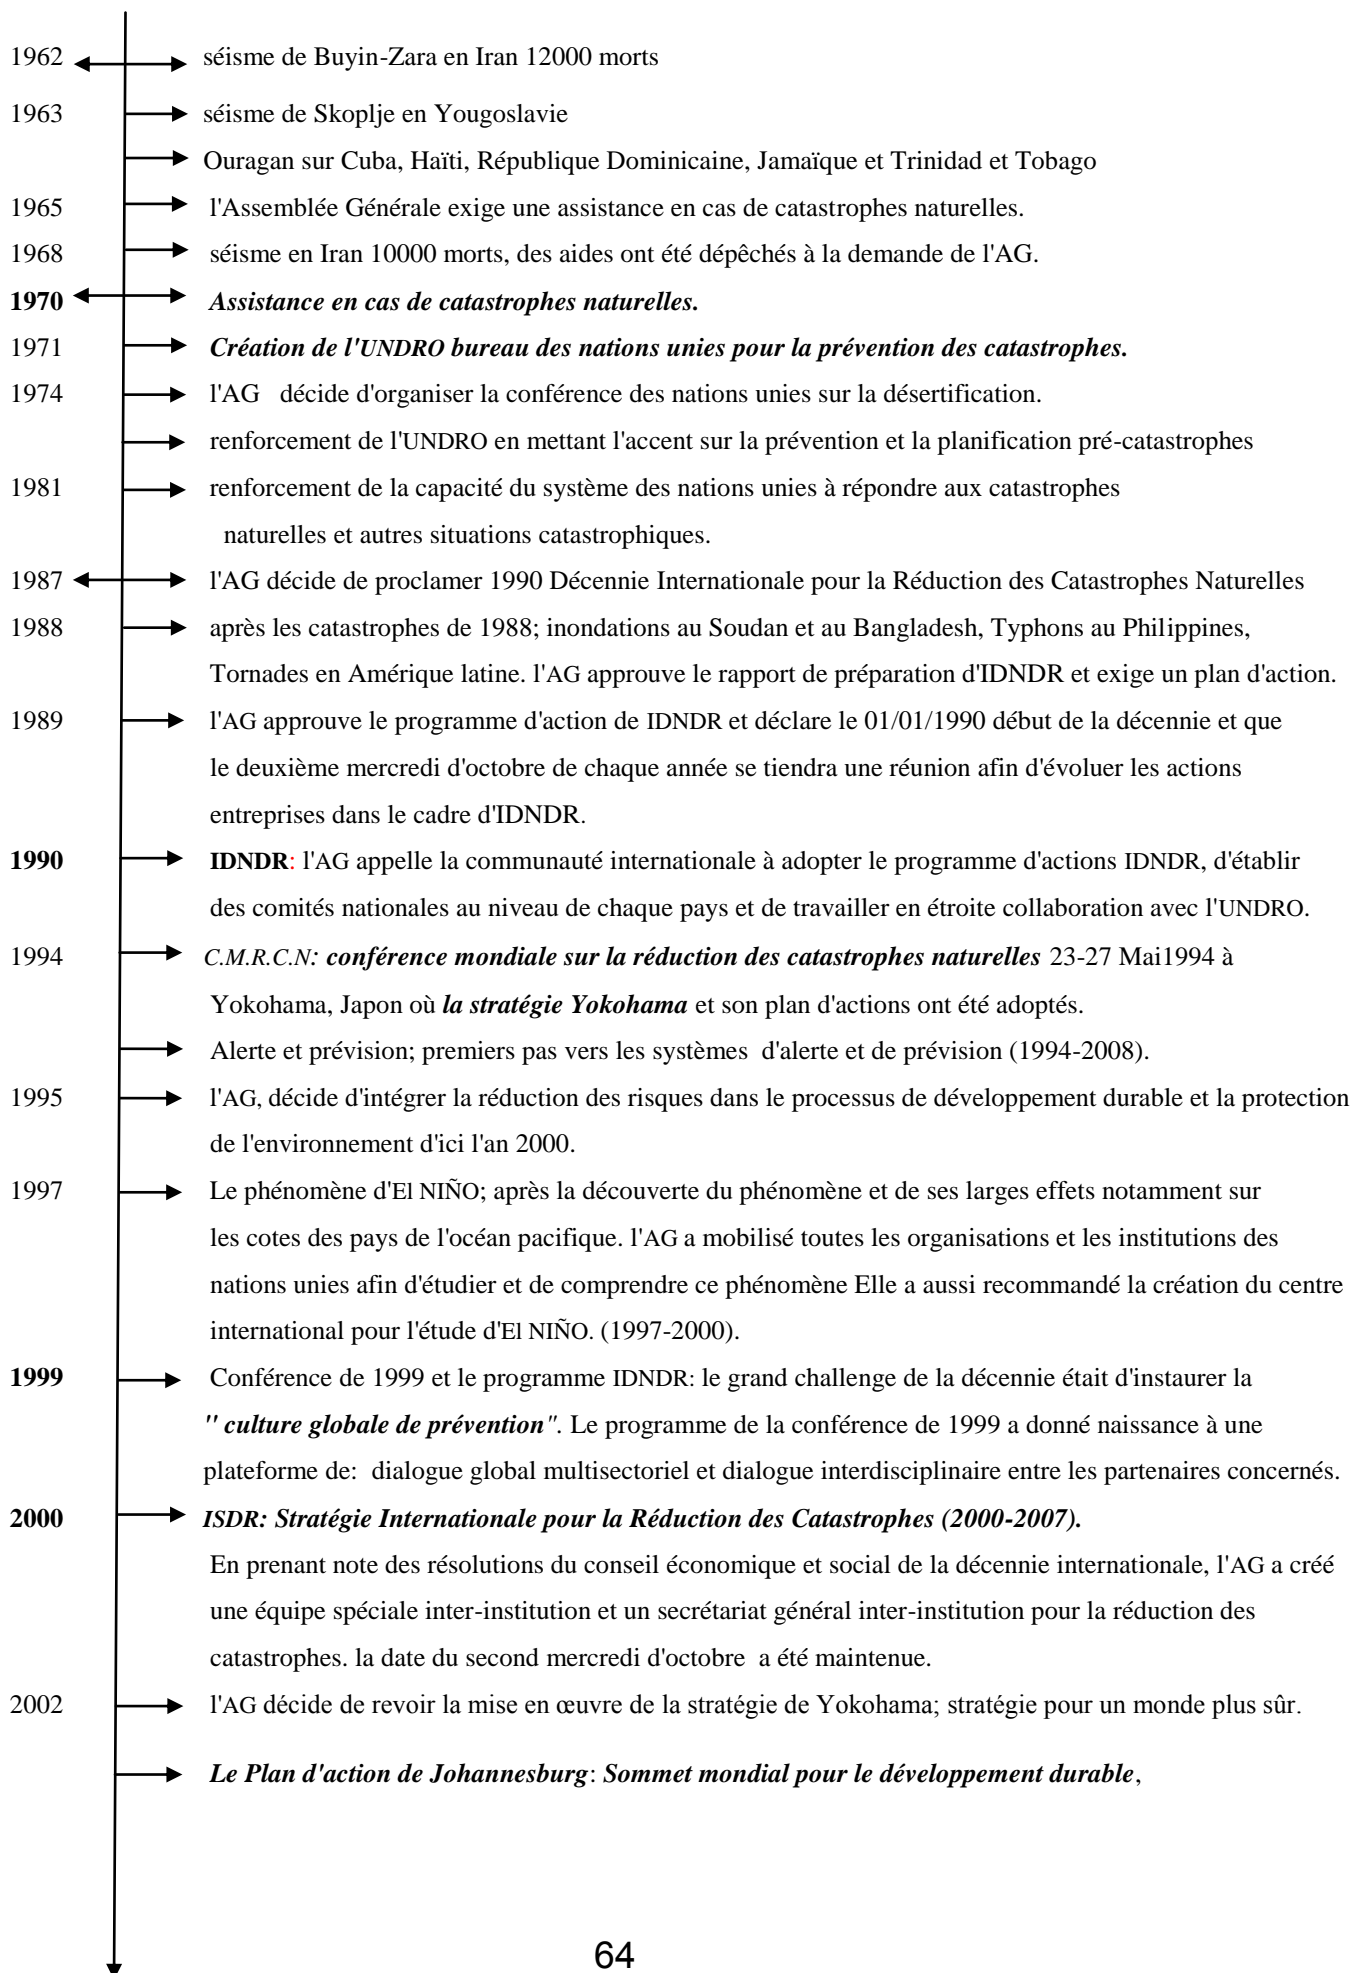 1962 séisme de Buyin-Zara en Iran 12000 morts
1963 séisme de Skoplje en Yougoslavie
Ouragan sur Cuba, Haïti, République Dominicaine, Jamaïque et Trinidad et Tobago
1965 l'Assemblée Générale exige une assistance en cas de catastrophes naturelles.
1968 séisme en Iran 10000 morts, des aides ont été dépêchés à la demande de l'AG.
1970 Assistance en cas de catastrophes naturelles.
1971 Création de l'UNDRO bureau des nations unies pour la prévention des catastrophes.
1974 l'AG décide d'organiser la conférence des nations unies sur la désertification.
renforcement de l'UNDRO en mettant l'accent sur la prévention et la planification pré-catastrophes
1981 renforcement de la capacité du système des nations unies à répondre aux catastrophes
naturelles et autres situations catastrophiques.
1987 l'AG décide de proclamer 1990 Décennie Internationale pour la Réduction des Catastrophes Naturelles
1988 après les catastrophes de 1988; inondations au Soudan et au Bangladesh, Typhons au Philippines,
Tornades en Amérique latine. l'AG approuve le rapport de préparation d'IDNDR et exige un plan d'action.
1989 l'AG approuve le programme d'action de IDNDR et déclare le 01/01/1990 début de la décennie et que
le deuxième mercredi d'octobre de chaque année se tiendra une réunion afin d'évoluer les actions
entreprises dans le cadre d'IDNDR.
1990 IDNDR: l'AG appelle la communauté internationale à adopter le programme d'actions IDNDR, d'établir
des comités nationales au niveau de chaque pays et de travailler en étroite collaboration avec l'UNDRO.
1994 C.M.R.C.N: conférence mondiale sur la réduction des catastrophes naturelles 23-27 Mai1994 à
Yokohama, Japon où la stratégie Yokohama et son plan d'actions ont été adoptés.
Alerte et prévision; premiers pas vers les systèmes d'alerte et de prévision (1994-2008).
1995 l'AG, décide d'intégrer la réduction des risques dans le processus de développement durable et la protection
de l'environnement d'ici l'an 2000.
1997 Le phénomène d'El NIÑO; après la découverte du phénomène et de ses larges effets notamment sur
les cotes des pays de l'océan pacifique. l'AG a mobilisé toutes les organisations et les institutions des
nations unies afin d'étudier et de comprendre ce phénomène Elle a aussi recommandé la création du centre
international pour l'étude d'El NIÑO. (1997-2000).
1999 Conférence de 1999 et le programme IDNDR: le grand challenge de la décennie était d'instaurer la
" culture globale de prévention". Le programme de la conférence de 1999 a donné naissance à une
plateforme de: dialogue global multisectoriel et dialogue interdisciplinaire entre les partenaires concernés.
2000 ISDR: Stratégie Internationale pour la Réduction des Catastrophes (2000-2007).
En prenant note des résolutions du conseil économique et social de la décennie internationale, l'AG a créé
une équipe spéciale inter-institution et un secrétariat général inter-institution pour la réduction des
catastrophes. la date du second mercredi d'octobre a été maintenue.
2002 l'AG décide de revoir la mise en œuvre de la stratégie de Yokohama; stratégie pour un monde plus sûr.
Le Plan d'action de Johannesburg: Sommet mondial pour le développement durable,
64